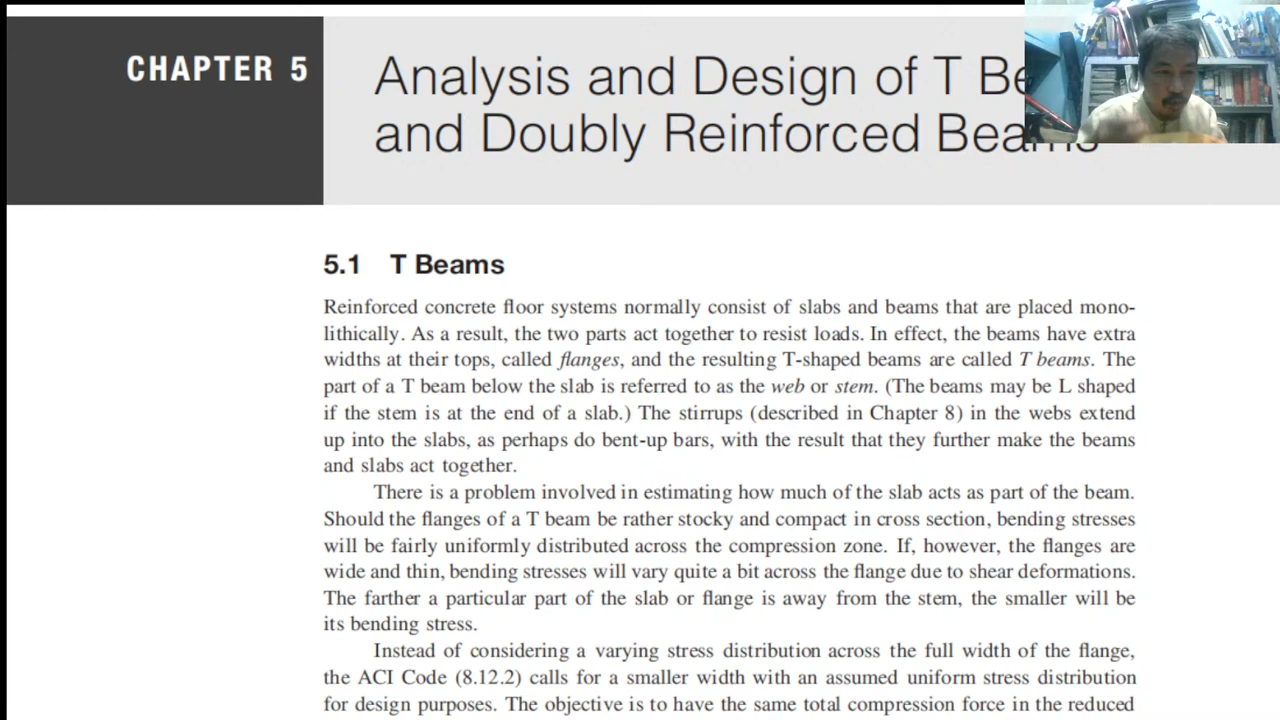 CHAPTER 5
Analysis and Design of T
and Doubly Reinforced Beams
5.1 T Beams
Reinforced concrete floor systems normally consist of slabs and beams that are placed mono-
lithically. As a result, the two parts act together to resist loads. In effect, the beams have extra
widths at their tops, called flanges, and the resulting T-shaped beams are called T beams. The
part of a T beam below the slab is referred to as the web or stem. (The beams may be L shaped
if the stem is at the end of a slab.) The stirrups (described in Chapter 8) in the webs extend
up into the slabs, as perhaps do bent-up bars, with the result that they further make the beams
and slabs act together.
There is a problem involved in estimating how much of the slab acts as part of the beam.
Should the flanges of a T beam be rather stocky and compact in cross section, bending stresses
will be fairly uniformly distributed across the compression zone. If, however, the flanges are
wide and thin, bending stresses will vary quite a bit across the flange due to shear deformations.
The farther a particular part of the slab or flange is away from the stem, the smaller will be
its bending stress.
Instead of considering a varying stress distribution across the full width of the flange,
the ACI Code (8.12.2) calls for a smaller width with an assumed uniform stress distribution
for design purposes. The objective is to have the same total compression force in the reduced